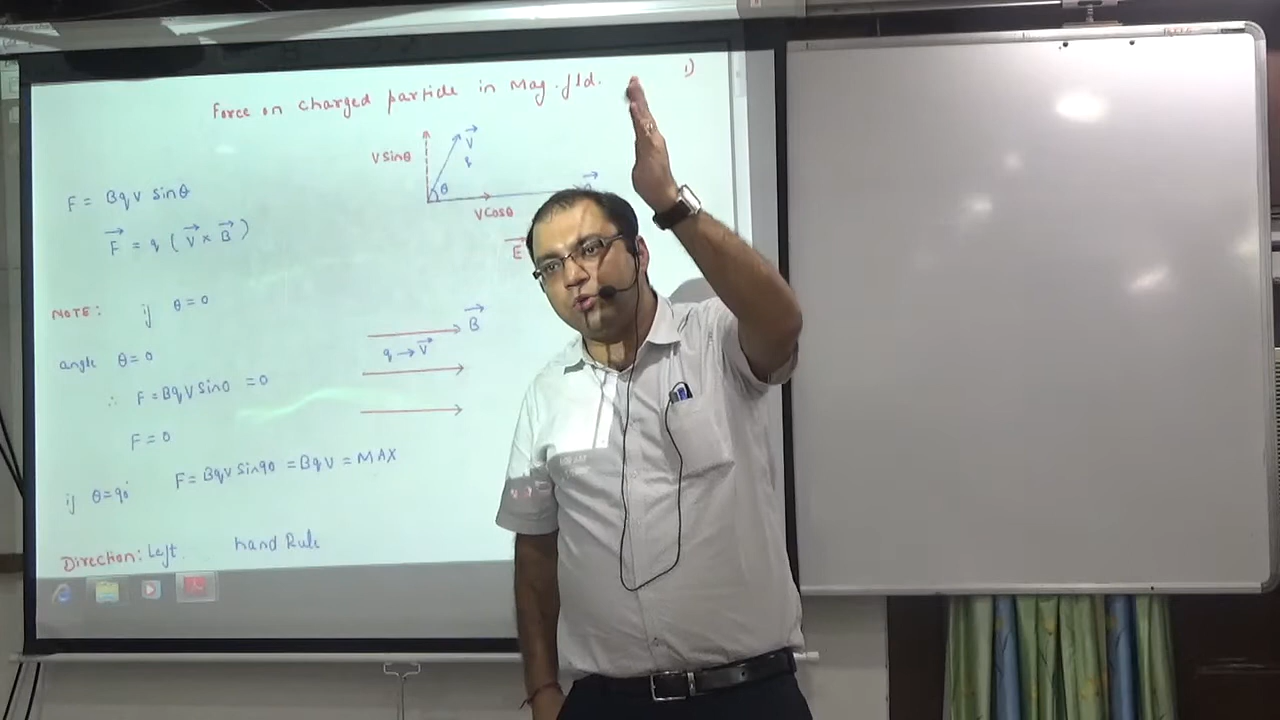 Force on charged particle in Mag. fld.
1)
V Sinθ
V
q
θ
VCosθ
E
F = BqV Sinθ
F = q ( V × B )
NOTE: if θ = 0
angle θ = 0
∴ F = BqV Sin0 = 0
F = 0
B
q → V
if θ = 90° F = BqV Sin90 = BqV = MAX
Direction: Left hand Rule